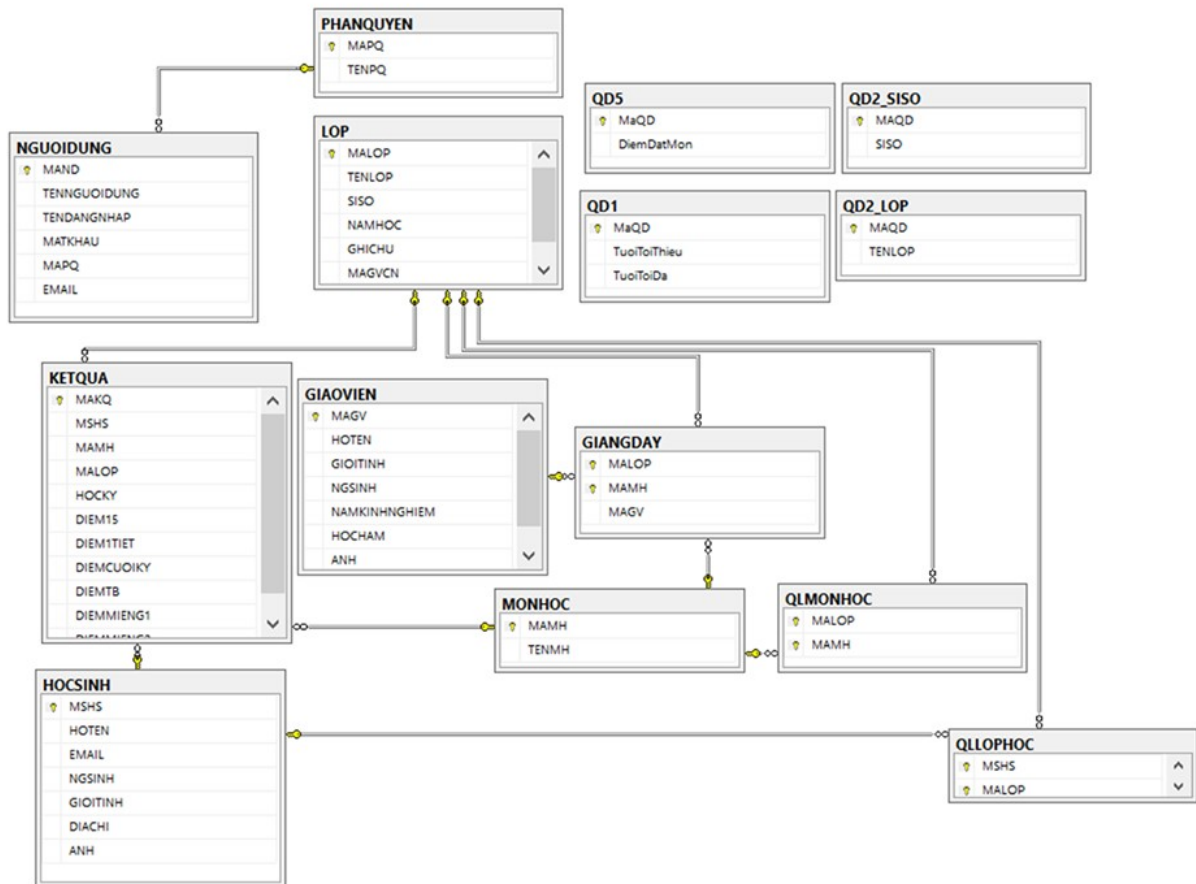 PHANQUYEN
MAPQ
TENPQ
NGUOIDUNG
MAND
TENNGUOIDUNG
TENDANGNHAP
MATKHAU
MAPQ
EMAIL
LOP
MALOP
TENLOP
SISO
NAMHOC
GHICHU
MAGVCN
QD5
MaQD
DiemDatMon
QD2_SISO
MAQD
SISO
QD1
MaQD
TuoiToiThieu
TuoiToiDa
QD2_LOP
MAQD
TENLOP
KETQUA
MAKQ
MSHS
MAMH
MALOP
HOCKY
DIEM15
DIEM1TIET
DIEMCUOIKY
DIEMTB
DIEMMIENG1
GIAOVIEN
MAGV
HOTEN
GIOITINH
NGSINH
NAMKINHNGHIEM
HOCHAM
ANH
GIANGDAY
MALOP
MAMH
MAGV
MONHOC
MAMH
TENMH
QLMONHOC
MALOP
MAMH
HOCSINH
MSHS
HOTEN
EMAIL
NGSINH
GIOITINH
DIACHI
ANH
QLLOPHOC
MSHS
MALOP